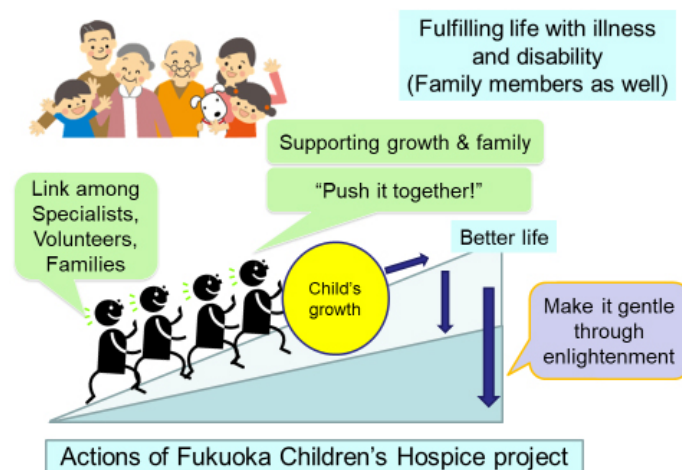 Fulfilling life with illness
and disability
(Family members as well)
Supporting growth & family
“Push it together!”
Link among
Specialists,
Volunteers,
Families
Better life
Child’s
growth
Make it gentle
through
enlightenment
Actions of Fukuoka Children’s Hospice project